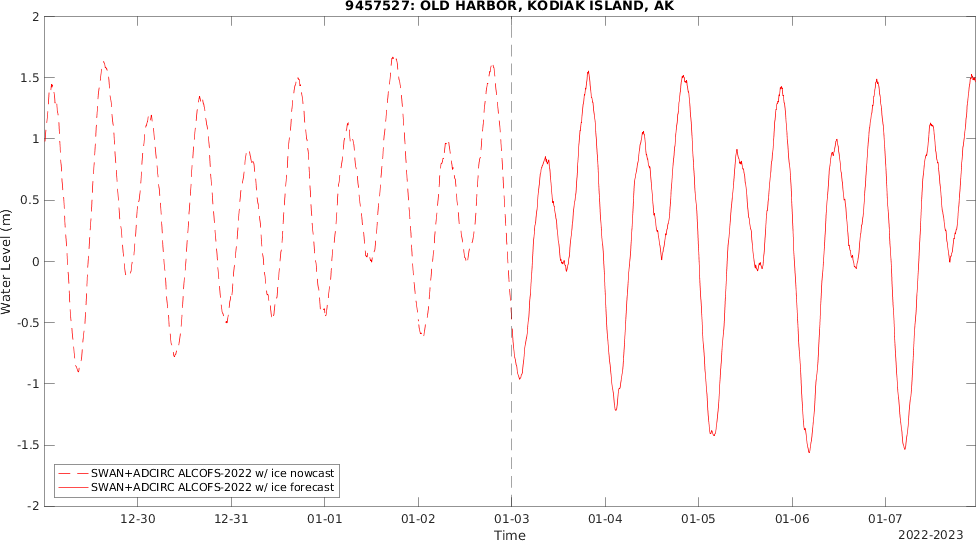 9457527: OLD HARBOR, KODIAK ISLAND, AK
2
1.5
1
0.5
0
-0.5
-1
-1.5
-2
Water Level (m)
SWAN+ADCIRC ALCOFS-2022 w/ ice nowcast
SWAN+ADCIRC ALCOFS-2022 w/ ice forecast
12-30 12-31 01-01 01-02 01-03 01-04 01-05 01-06 01-07
Time
2022-2023